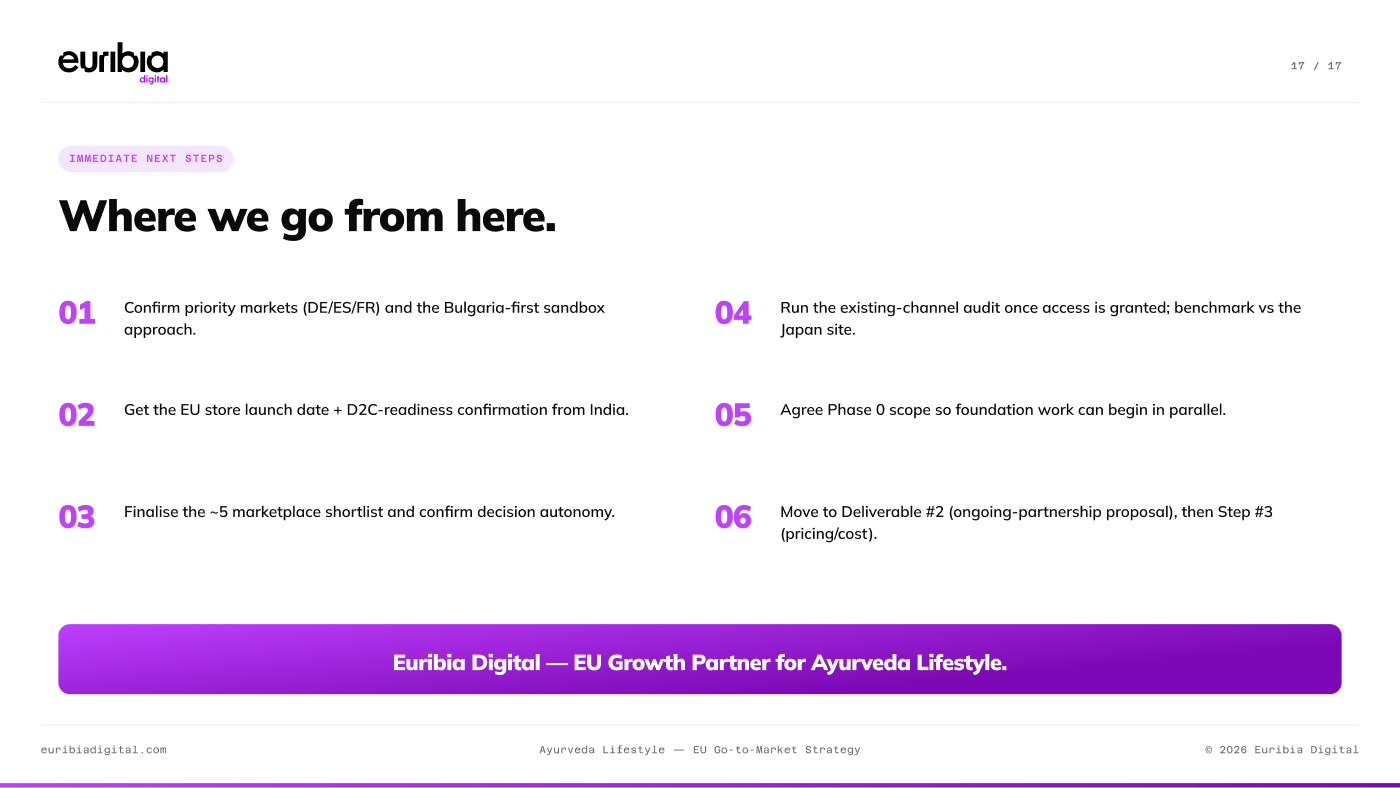 euribia
digital
17 / 17
IMMEDIATE NEXT STEPS
Where we go from here.
01
Confirm priority markets (DE/ES/FR) and the Bulgaria-first sandbox
approach.
02
Get the EU store launch date + D2C-readiness confirmation from India.
03
Finalise the ~5 marketplace shortlist and confirm decision autonomy.
04
Run the existing-channel audit once access is granted; benchmark vs the
Japan site.
05
Agree Phase 0 scope so foundation work can begin in parallel.
06
Move to Deliverable #2 (ongoing-partnership proposal), then Step #3
(pricing/cost).
Euribia Digital — EU Growth Partner for Ayurveda Lifestyle.
euribiadigital.com
Ayurveda Lifestyle — EU Go-to-Market Strategy
© 2026 Euribia Digital